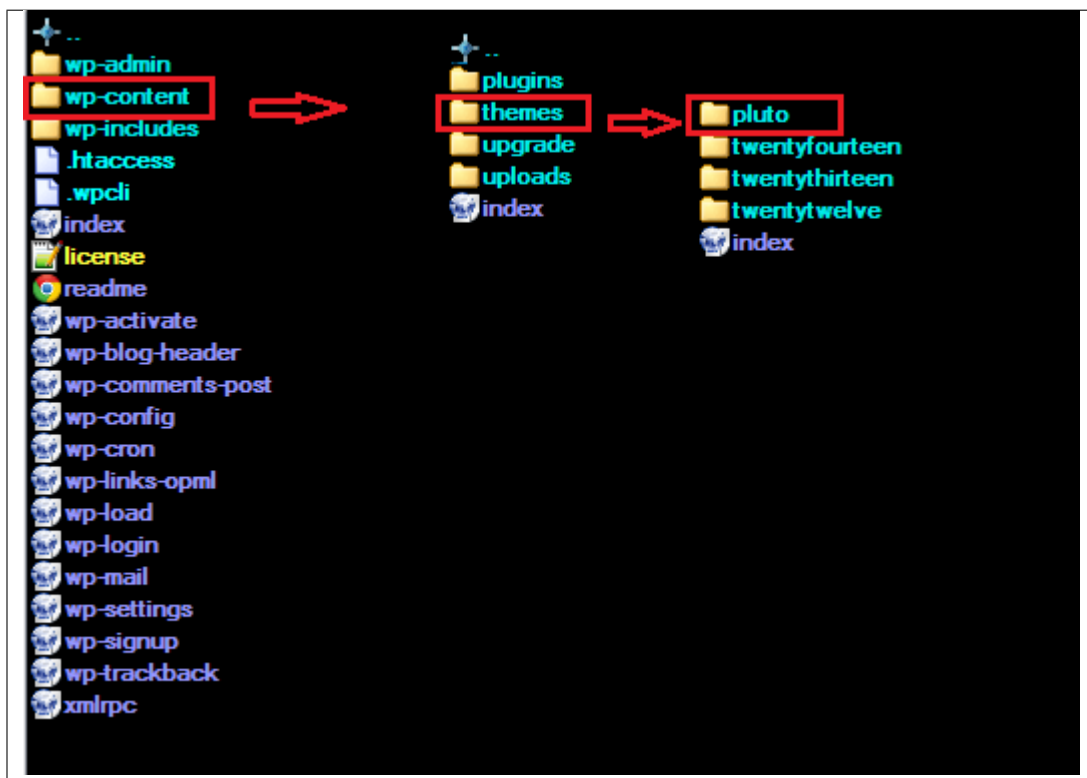 ..
wp-admin
wp-content
wp-includes
.htaccess
.wpcli
index
license
readme
wp-activate
wp-blog-header
wp-comments-post
wp-config
wp-cron
wp-links-opml
wp-load
wp-login
wp-mail
wp-settings
wp-signup
wp-trackback
xmlrpc
..
plugins
themes
upgrade
uploads
index
pluto
twentyfourteen
twentythirteen
twentytwelve
index